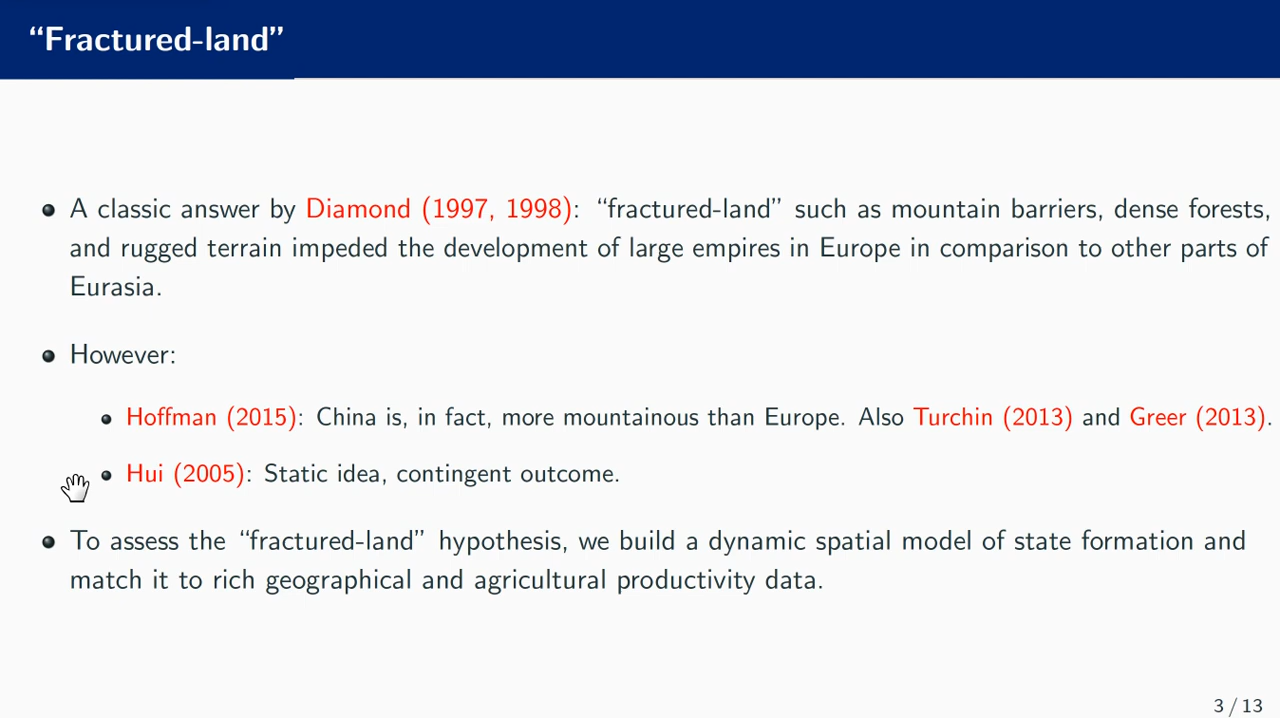 “Fractured-land”
A classic answer by Diamond (1997, 1998): “fractured-land” such as mountain barriers, dense forests,
and rugged terrain impeded the development of large empires in Europe in comparison to other parts of
Eurasia.
However:
Hoffman (2015): China is, in fact, more mountainous than Europe. Also Turchin (2013) and Greer (2013).
Hui (2005): Static idea, contingent outcome.
To assess the “fractured-land” hypothesis, we build a dynamic spatial model of state formation and
match it to rich geographical and agricultural productivity data.
3 / 13